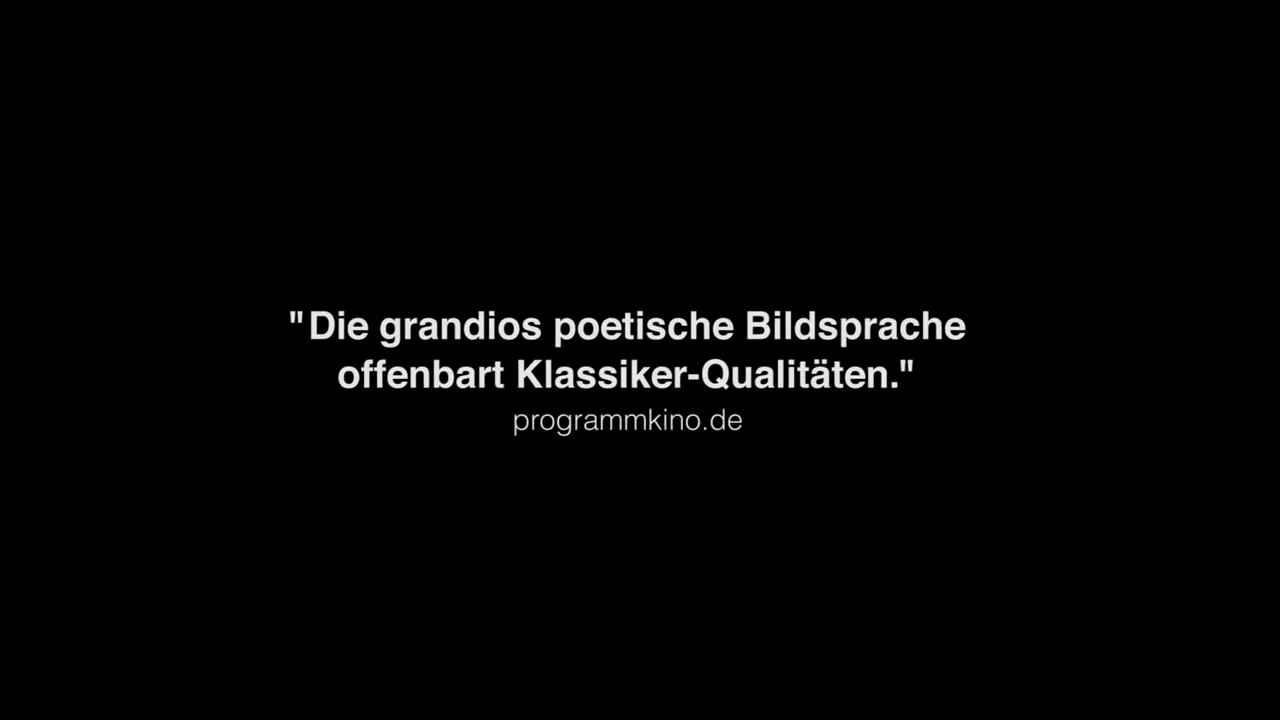 "Die grandios poetische Bildsprache
offenbart Klassiker-Qualitäten."
programmkino.de